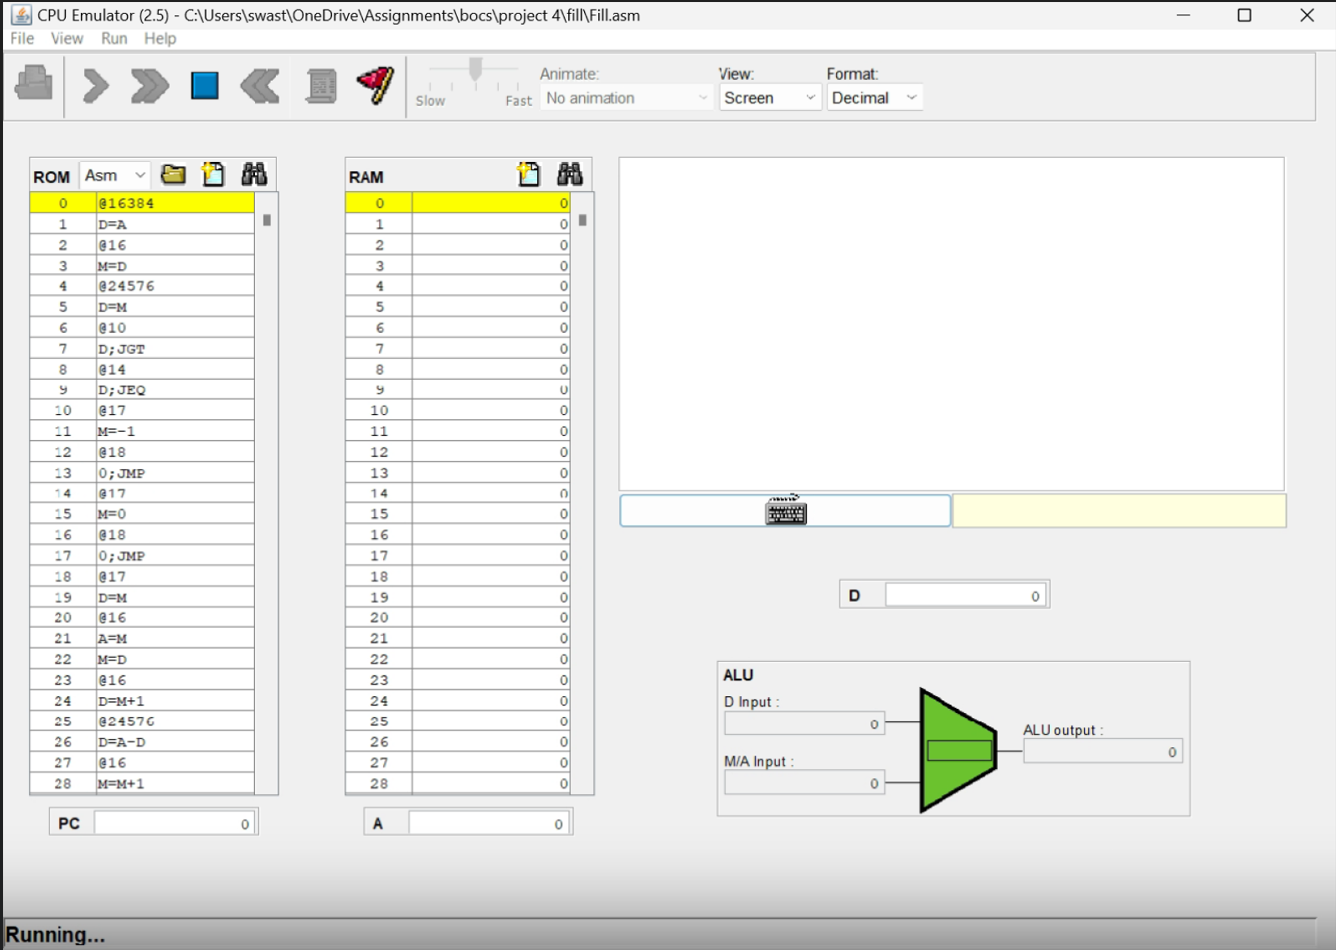 CPU Emulator (2.5) - C:\Users\swast\OneDrive\Assignments\bocs\project 4\fill\Fill.asm
File View Run Help
Slow Fast
Animate:
No animation
View:
Screen
Format:
Decimal
ROM Asm
0 @16384
1 D=A
2 @16
3 M=D
4 @24576
5 D=M
6 @10
7 D;JGT
8 @14
9 D;JEQ
10 @17
11 M=-1
12 @18
13 0;JMP
14 @17
15 M=0
16 @18
17 0;JMP
18 @17
19 D=M
20 @16
21 A=M
22 M=D
23 @16
24 D=M+1
25 @24576
26 D=A-D
27 @16
28 M=M+1
PC 0
RAM
0 0
1 0
2 0
3 0
4 0
5 0
6 0
7 0
8 0
9 0
10 0
11 0
12 0
13 0
14 0
15 0
16 0
17 0
18 0
19 0
20 0
21 0
22 0
23 0
24 0
25 0
26 0
27 0
28 0
A 0
D 0
ALU
D Input :
0
M/A Input :
0
ALU output :
0
Running...